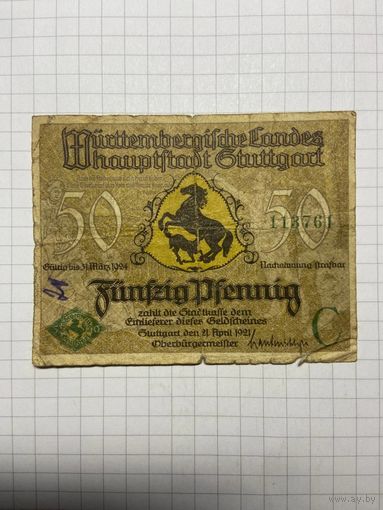 Württembergische Landes
hauptstadt Stuttgart
50 50
113761
Gültig bis 31. März 1924 Nachahmung strafbar
Fünfzig Pfennig
zahlt die Stadtkasse dem
Einlieferer dieses Geldscheines
Stuttgart den 21. April 1921/
Oberbürgermeister
C
www.ay.by